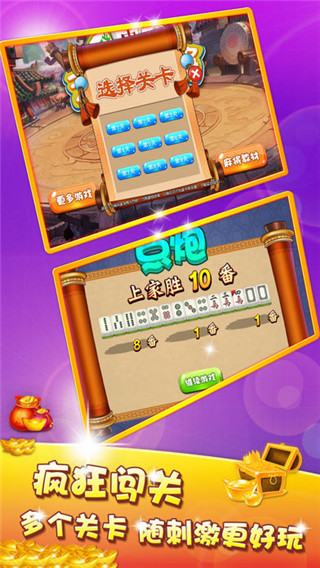 选择关卡
更多游戏
麻将教材
点炮
上家胜 10 番
8 番
1 番
1 番
继续游戏
疯狂闯关
多个关卡 随刺激更好玩